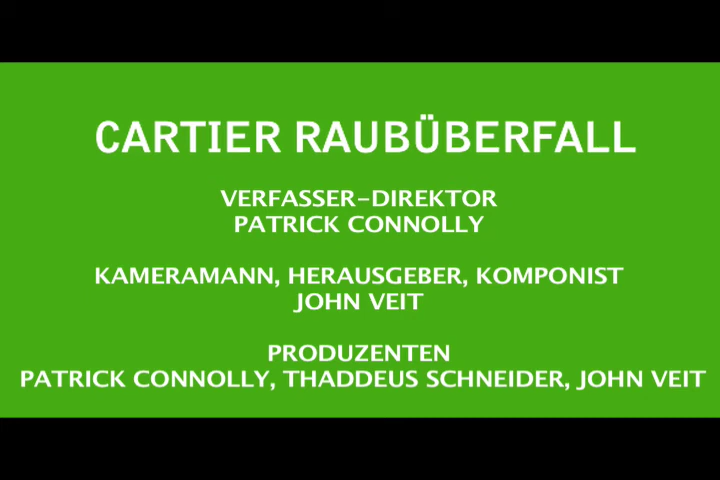 CARTIER RAUBÜBERFALL
VERFASSER-DIREKTOR
PATRICK CONNOLLY
KAMERAMANN, HERAUSGEBER, KOMPONIST
JOHN VEIT
PRODUZENTEN
PATRICK CONNOLLY, THADDEUS SCHNEIDER, JOHN VEIT